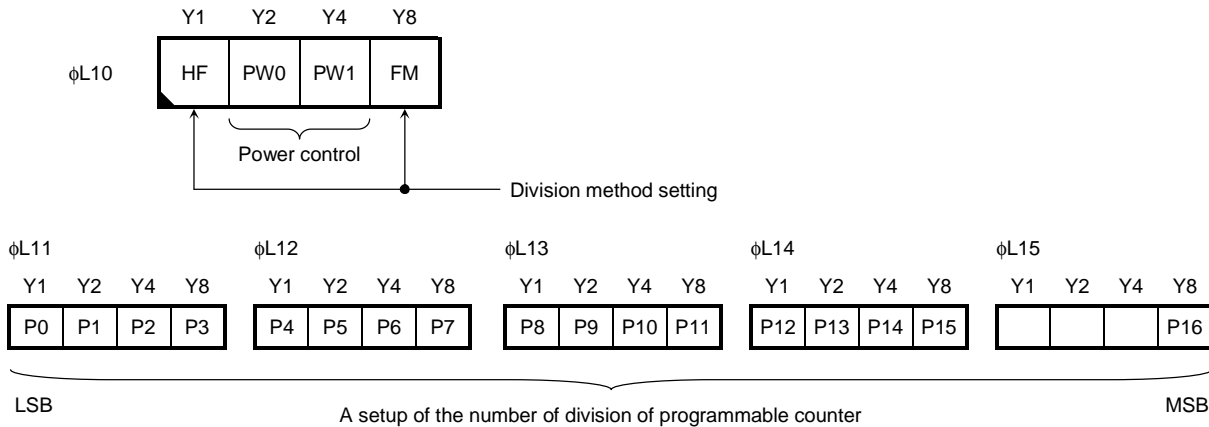 Y1 Y2 Y4 Y8
φL10 HF PW0 PW1 FM
Power control
Division method setting
φL11 φL12 φL13 φL14 φL15
Y1 Y2 Y4 Y8 Y1 Y2 Y4 Y8 Y1 Y2 Y4 Y8 Y1 Y2 Y4 Y8 Y1 Y2 Y4 Y8
P0 P1 P2 P3 P4 P5 P6 P7 P8 P9 P10 P11 P12 P13 P14 P15 P16
LSB A setup of the number of division of programmable counter MSB